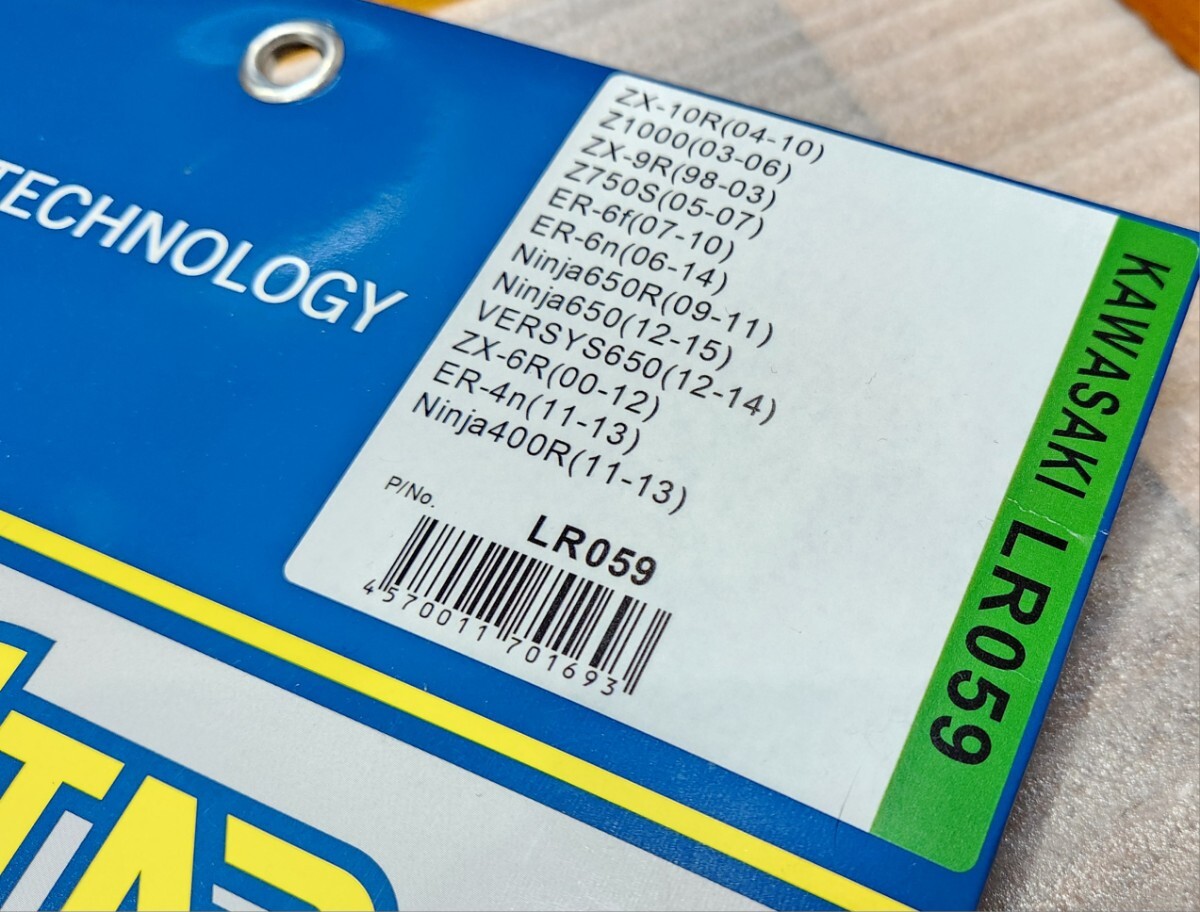 TECHNOLOGY
ZX-10R(04-10)
Z1000(03-06)
ZX-9R(98-03)
Z750S(05-07)
ER-6f(07-10)
ER-6n(06-14)
Ninja650R(09-11)
Ninja650(12-15)
VERSYS650(12-14)
ZX-6R(00-12)
ER-4n(11-13)
Ninja400R(11-13)
P/No.
LR059
4570011701693
KAWASAKI LR059